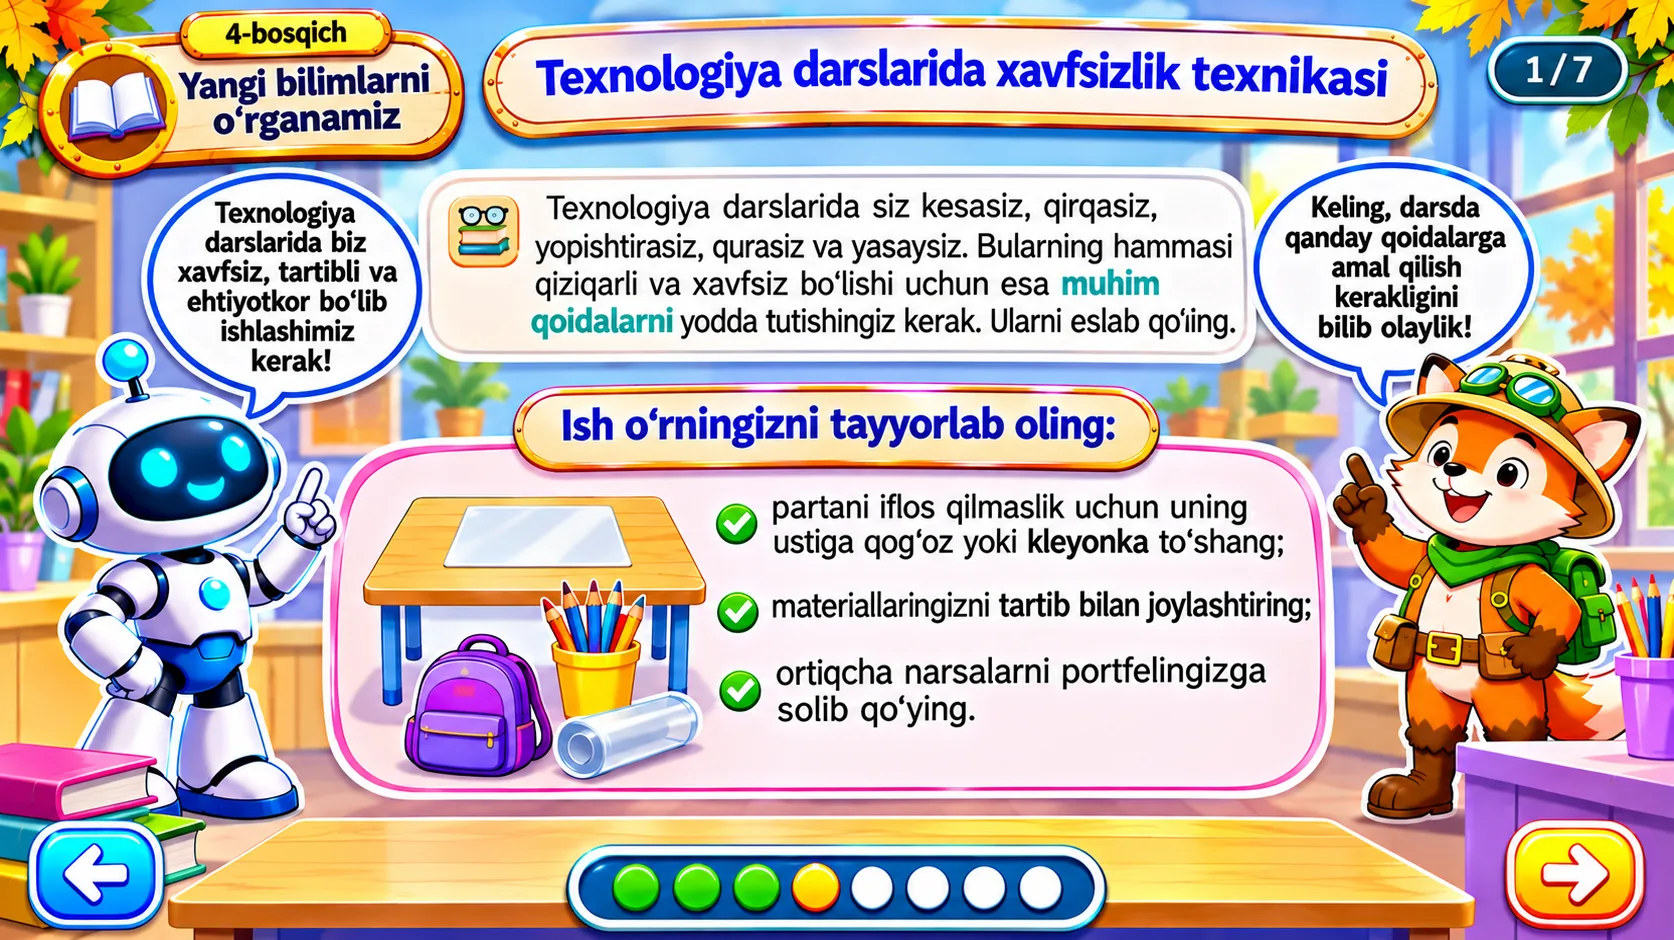 4-bosqich
Yangi bilimlarni
o‘rganamiz
Texnologiya darslarida xavfsizlik texnikasi
1/7
Texnologiya
darslarida biz
xavfsiz, tartibli va
ehtiyotkor bo‘lib
ishlashimiz
kerak!
Texnologiya darslarida siz kesasiz, qirqasiz,
yopishtirasiz, qurasiz va yasaysiz. Bularning hammasi
qiziqarli va xavfsiz bo‘lishi uchun esa muhim
qoidalarni yodda tutishingiz kerak. Ularni eslab qo‘ling.
Keling, darsda
qanday qoidalarga
amal qilish
kerakligini
bilib olaylik!
Ish o‘rningizni tayyorlab oling:
partani iflos qilmaslik uchun uning
ustiga qog‘oz yoki kleyonka to‘shang;
materiallaringizni tartib bilan joylashtiring;
ortiqcha narsalarni portfelingizga
solib qo‘ying.